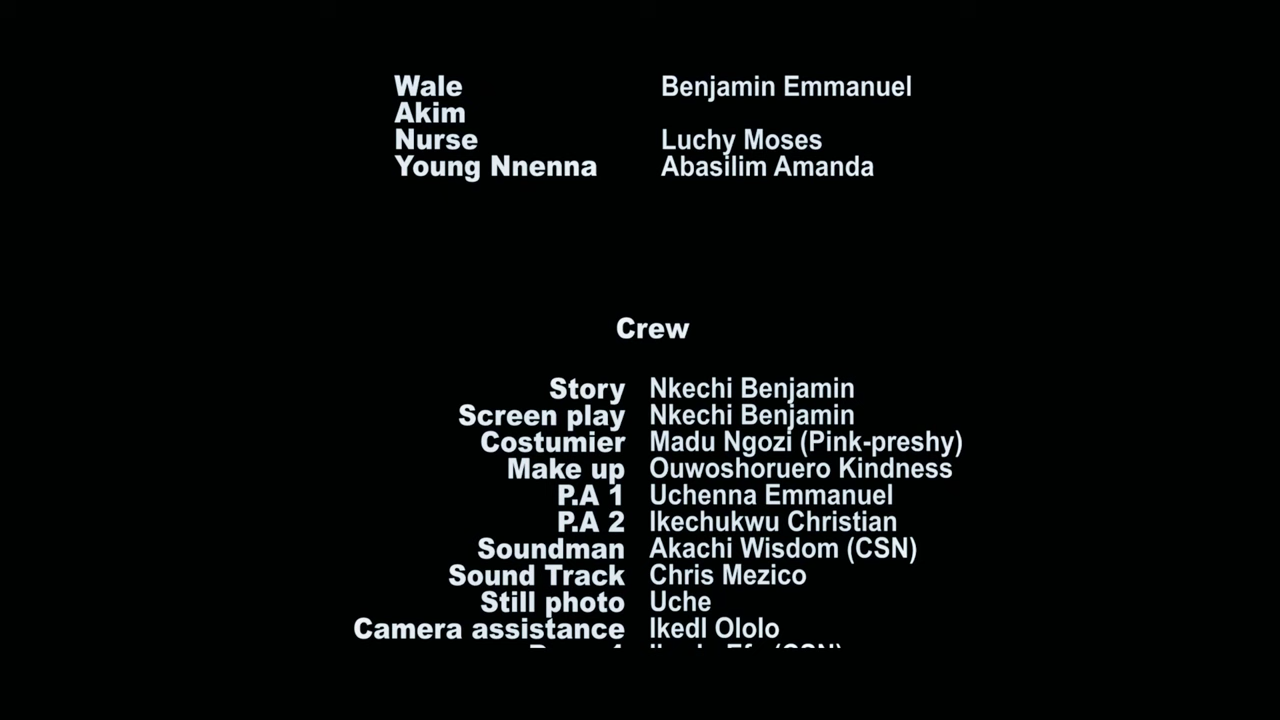 Wale Benjamin Emmanuel
Akim
Nurse Luchy Moses
Young Nnenna Abasilim Amanda
Crew
Story Nkechi Benjamin
Screen play Nkechi Benjamin
Costumier Madu Ngozi (Pink-preshy)
Make up Ouwoshoruero Kindness
P.A 1 Uchenna Emmanuel
P.A 2 Ikechukwu Christian
Soundman Akachi Wisdom (CSN)
Sound Track Chris Mezico
Still photo Uche
Camera assistance Ikedl Ololo
(CSN)